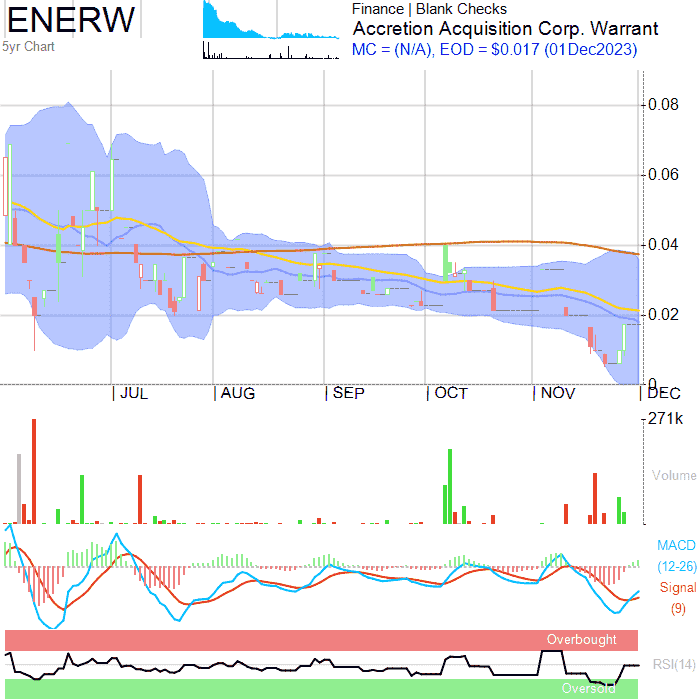 ENERW
5yr Chart
Finance | Blank Checks
Accretion Acquisition Corp. Warrant
MC = (N/A), EOD = $0.017 (01Dec2023)
0.08
0.06
0.04
0.02
0
JUL AUG SEP OCT NOV DEC
271k
Volume
MACD
(12-26)
Signal
(9)
Overbought
RSI(14)
Oversold